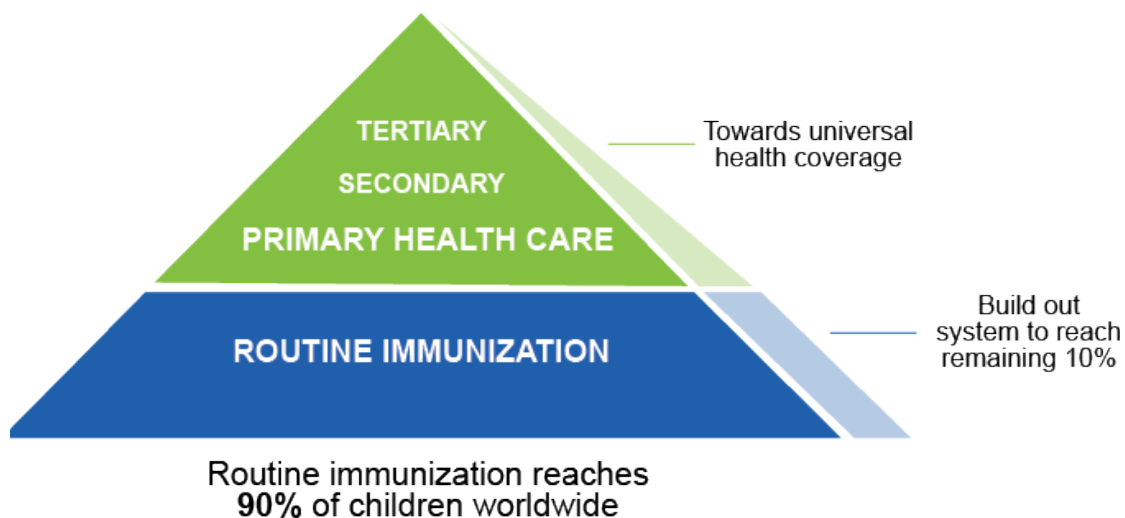 TERTIARY
SECONDARY
PRIMARY HEALTH CARE
Towards universal
health coverage
ROUTINE IMMUNIZATION
Build out
system to reach
remaining 10%
Routine immunization reaches
90% of children worldwide